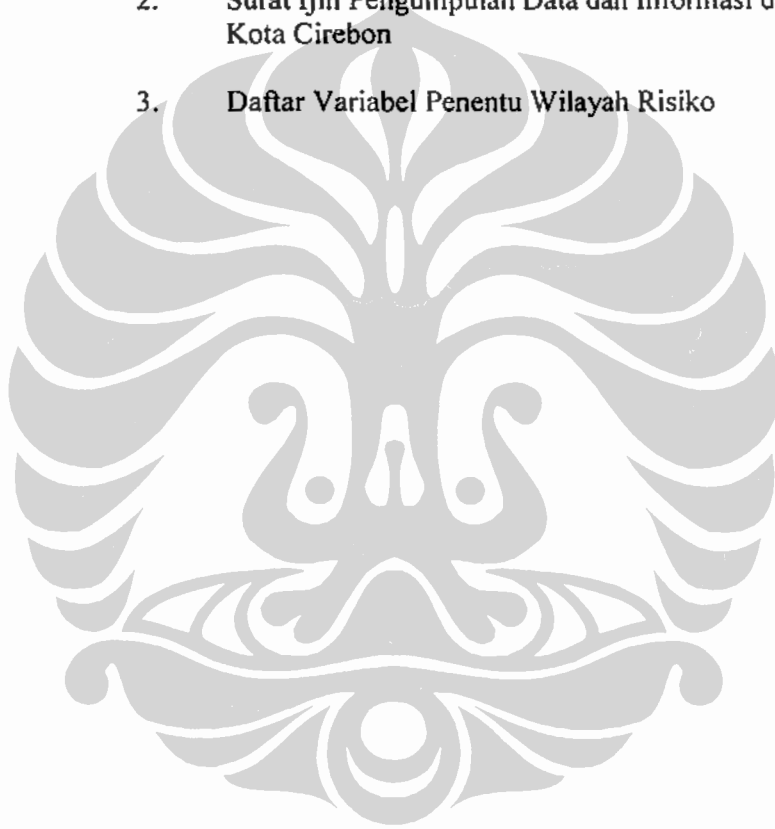 2. Surat Ijin Pengumpulan Data dan Informasi
Kota Cirebon
3. Daftar Variabel Penentu Wilayah Risiko